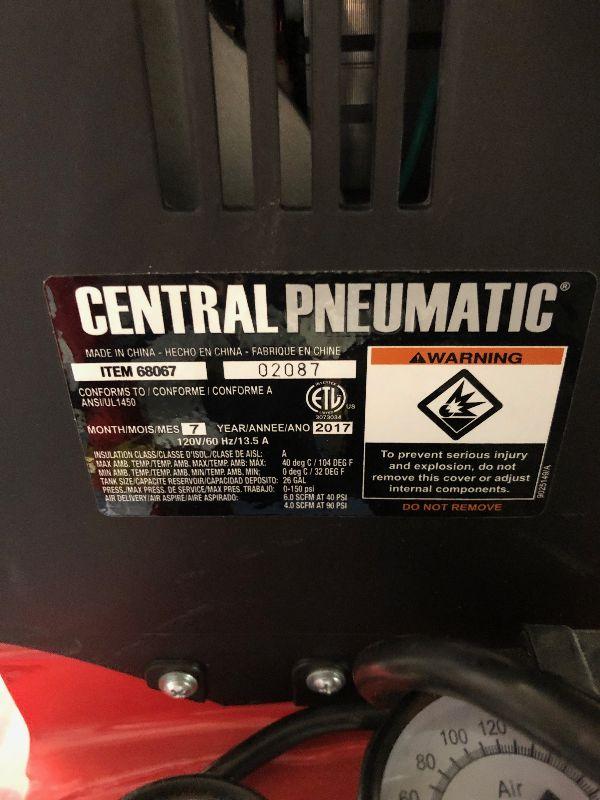 CENTRAL PNEUMATIC®
MADE IN CHINA - HECHO EN CHINA - FABRIQUE EN CHINE
ITEM 68067 02087
CONFORMS TO / CONFORME / CONFORME A
ANSI/UL1450
INTERTEK
ETL US
LISTED
3073034
MONTH/MOIS/MES 7 YEAR/ANNEE/ANO 2017
120V/60 Hz/13.5 A
INSULATION CLASS/CLASSE D'ISOL./CLASE DE AISL: A
MAX AMB. TEMP./TEMP. AMB. MAX/TEMP. AMB: MAX: 40 deg C / 104 DEG F
MIN AMB. TEMP./TEMP. AMB. MIN/TEMP. AMB. MIN: 0 deg C / 32 DEG F
TANK SIZE/CAPACITE RESERVOIR/CAPACIDAD DEPOSITO: 26 GAL
PRESS./MAX PRESS. DE SERVICE/MAX PRES. TRABAJO: 0-150 psi
AIR DELIVERY/AIR ASPIRE/AIRE ASPIRADO: 6.0 SCFM AT 40 PSI
4.0 SCFM AT 90 PSI
WARNING
To prevent serious injury
and explosion, do not
remove this cover or adjust
internal components.
DO NOT REMOVE
60 80 100 120
Air